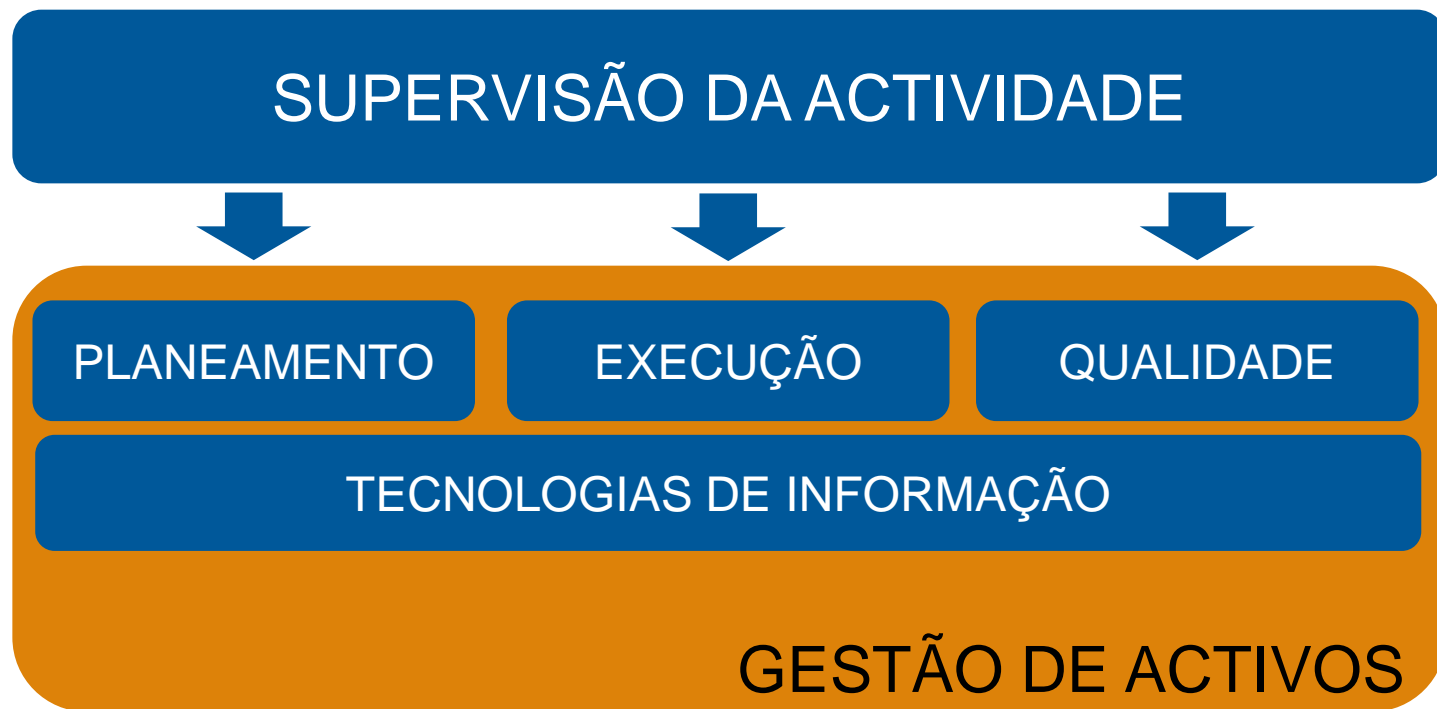 SUPERVISÃO DA ACTIVIDADE
PLANEAMENTO
EXECUÇÃO
QUALIDADE
TECNOLOGIAS DE INFORMAÇÃO
GESTÃO DE ACTIVOS